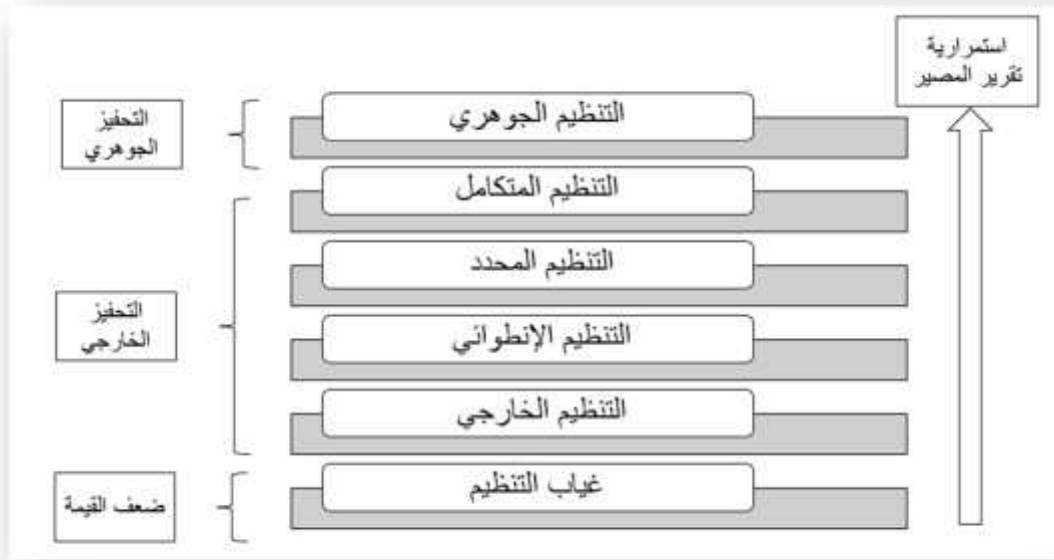 استمرارية
تقرير المصير
التنظيم الجوهري
التحفيز
الجوهري
التنظيم المتكامل
التنظيم المحدد
التنظيم الإنطوائي
التنظيم الخارجي
التحفيز
الخارجي
غياب التنظيم
ضعف القيمة